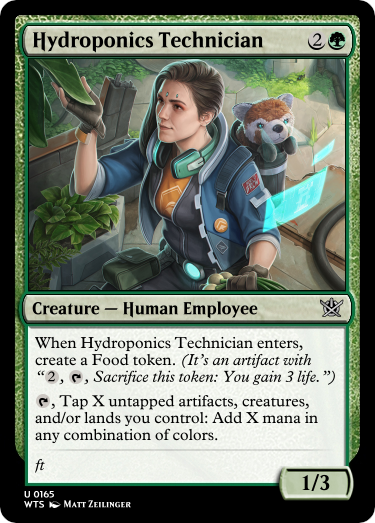 Hydroponics Technician 2
Creature — Human Employee
When Hydroponics Technician enters,
create a Food token. (It's an artifact with
“2, , Sacrifice this token: You gain 3 life.”)
, Tap X untapped artifacts, creatures,
and/or lands you control: Add X mana in
any combination of colors.
ft
1/3
U 0165
WTS Matt Zeilinger